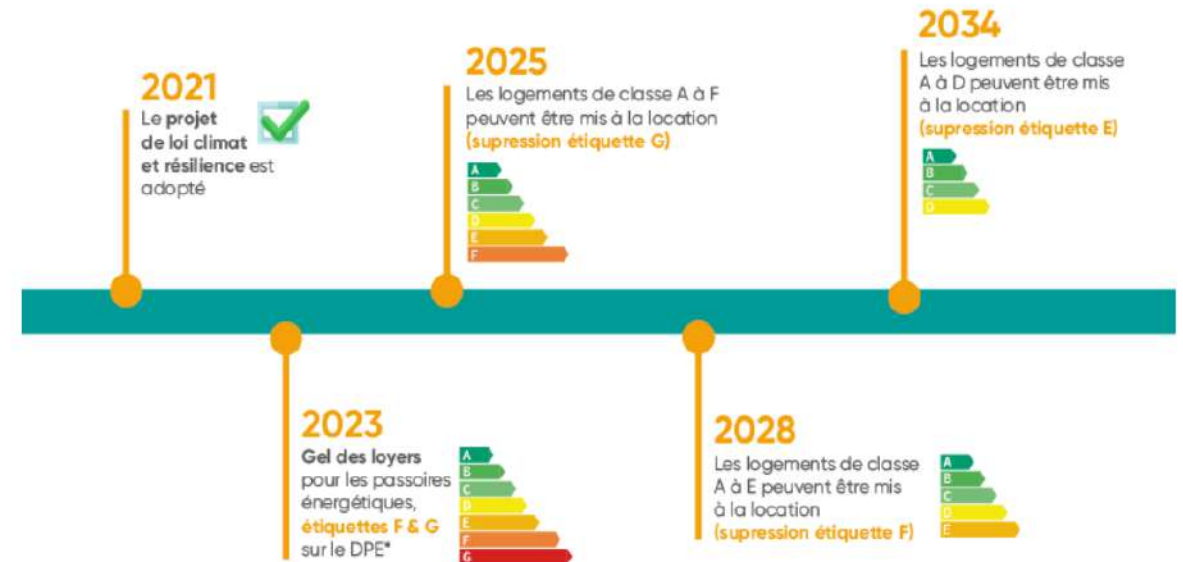 2021
Le projet
de loi climat
et résilience est
adopté
2023
Gel des loyers
pour les passoires
énergétiques,
étiquettes F & G
sur le DPE*
A
B
C
D
E
F
G
2025
Les logements de classe A à F
peuvent être mis à la location
(supression étiquette G)
A
B
C
D
E
F
2028
Les logements de classe
A à E peuvent être mis
à la location
(supression étiquette F)
A
B
C
D
E
2034
Les logements de classe
A à D peuvent être mis
à la location
(supression étiquette E)
A
B
C
D